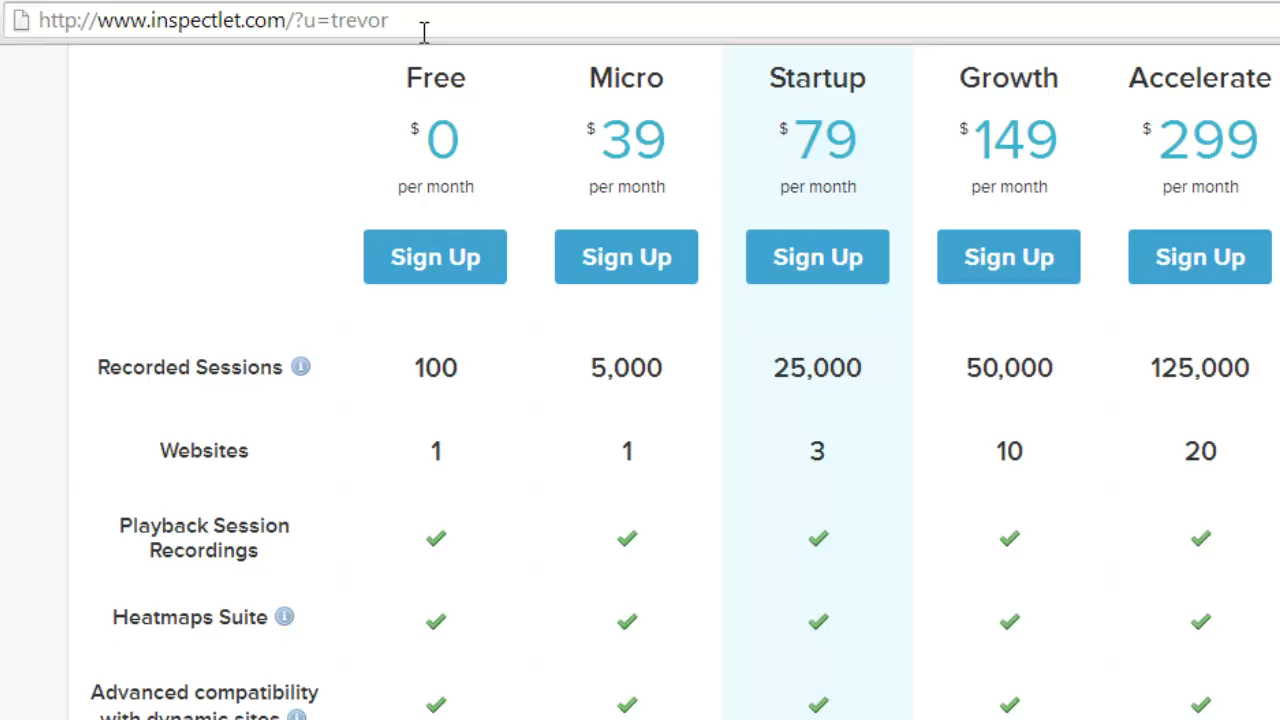 http://www.inspectlet.com/?u=trevor
Free Micro Startup Growth Accelerate
$0 $39 $79 $149 $299
per month per month per month per month per month
Sign Up Sign Up Sign Up Sign Up Sign Up
Recorded Sessions 100 5,000 25,000 50,000 125,000
Websites 1 1 3 10 20
Playback Session
Recordings
Heatmaps Suite
Advanced compatibility
with dynamic sites